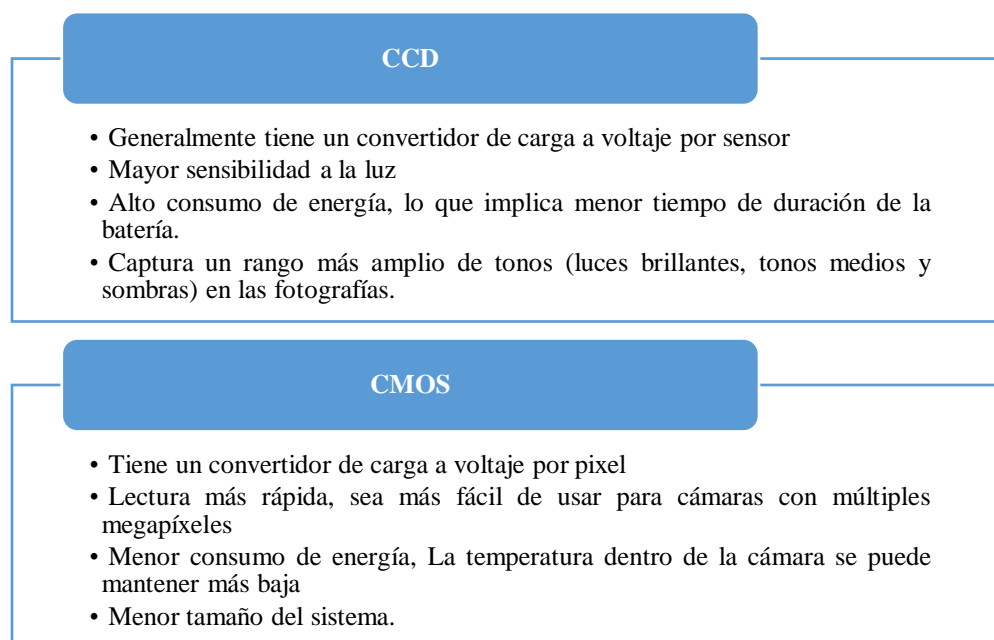 CCD
• Generalmente tiene un convertidor de carga a voltaje por sensor
• Mayor sensibilidad a la luz
• Alto consumo de energía, lo que implica menor tiempo de duración de la
batería.
• Captura un rango más amplio de tonos (luces brillantes, tonos medios y
sombras) en las fotografías.
CMOS
• Tiene un convertidor de carga a voltaje por pixel
• Lectura más rápida, sea más fácil de usar para cámaras con múltiples
megapíxeles
• Menor consumo de energía, La temperatura dentro de la cámara se puede
mantener más baja
• Menor tamaño del sistema.